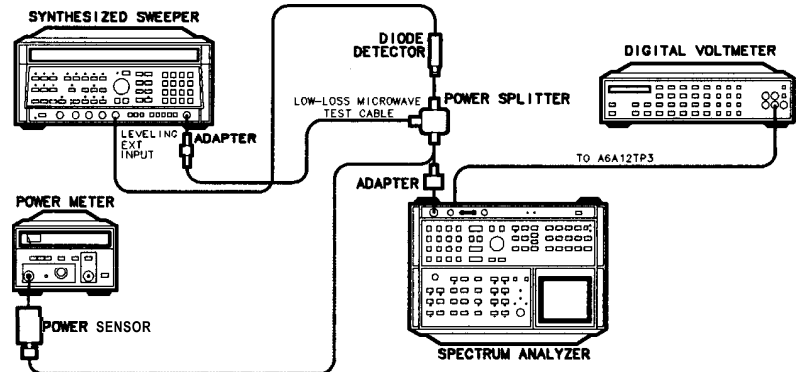 SYNTHESIZED SWEEPER
DIODE
DETECTOR
DIGITAL VOLTMETER
LOW-LOSS MICROWAVE
TEST CABLE
POWER SPLITTER
LEVELING
EXT
INPUT
ADAPTER
TO A6A12TP3
ADAPTER
POWER METER
POWER SENSOR
SPECTRUM ANALYZER